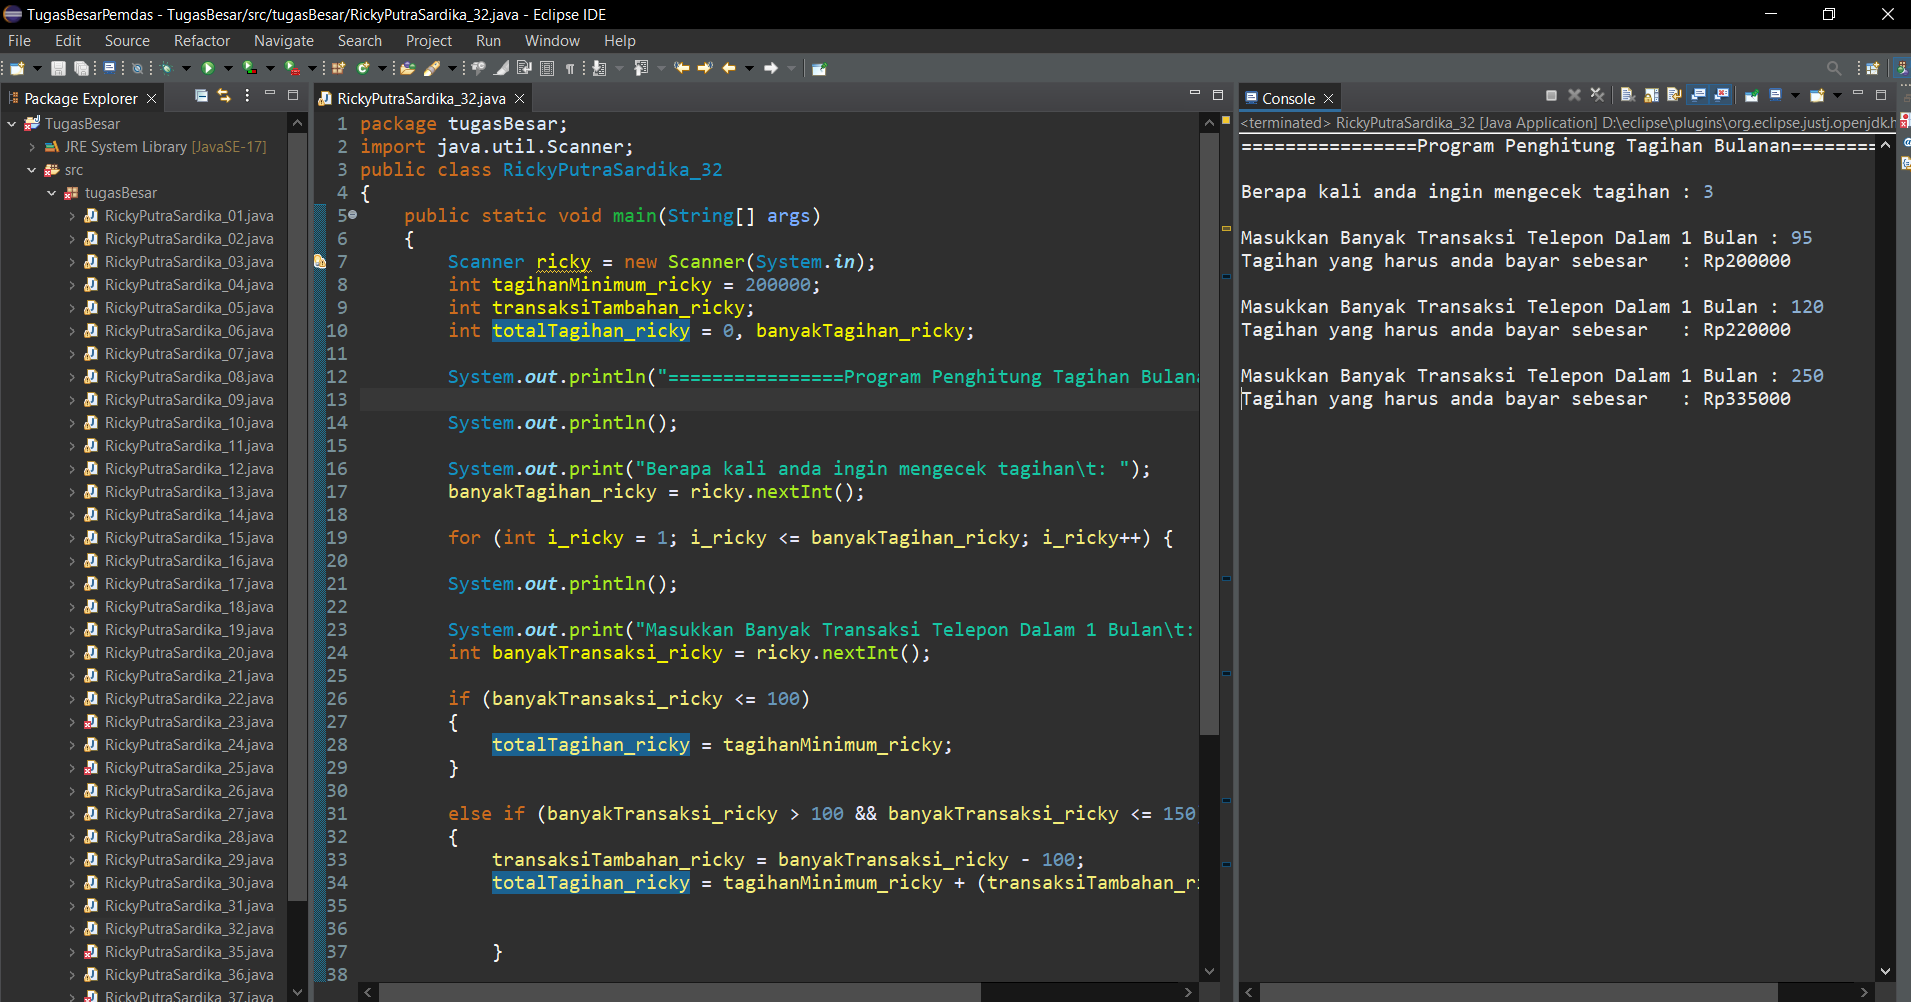 TugasBesarPemdas - TugasBesar/src/tugasBesar/RickyPutraSardika_32.java - Eclipse IDE
File Edit Source Refactor Navigate Search Project Run Window Help
Package Explorer
TugasBesar
JRE System Library [JavaSE-17]
src
tugasBesar
RickyPutraSardika_01.java
RickyPutraSardika_02.java
RickyPutraSardika_03.java
RickyPutraSardika_04.java
RickyPutraSardika_05.java
RickyPutraSardika_06.java
RickyPutraSardika_07.java
RickyPutraSardika_08.java
RickyPutraSardika_09.java
RickyPutraSardika_10.java
RickyPutraSardika_11.java
RickyPutraSardika_12.java
RickyPutraSardika_13.java
RickyPutraSardika_14.java
RickyPutraSardika_15.java
RickyPutraSardika_16.java
RickyPutraSardika_17.java
RickyPutraSardika_18.java
RickyPutraSardika_19.java
RickyPutraSardika_20.java
RickyPutraSardika_21.java
RickyPutraSardika_22.java
RickyPutraSardika_23.java
RickyPutraSardika_24.java
RickyPutraSardika_25.java
RickyPutraSardika_26.java
RickyPutraSardika_27.java
RickyPutraSardika_28.java
RickyPutraSardika_29.java
RickyPutraSardika_30.java
RickyPutraSardika_31.java
RickyPutraSardika_32.java
RickyPutraSardika_35.java
RickyPutraSardika_36.java
RickyPutraSardika_37.java
RickyPutraSardika_32.java
1 package tugasBesar;
2 import java.util.Scanner;
3 public class RickyPutraSardika_32
4 {
5 public static void main(String[] args)
6 {
7 Scanner ricky = new Scanner(System.in);
8 int tagihanMinimum_ricky = 200000;
9 int transaksiTambahan_ricky;
10 int totalTagihan_ricky = 0, banyakTagihan_ricky;
11
12 System.out.println("================Program Penghitung Tagihan Bulana
13
14 System.out.println();
15
16 System.out.print("Berapa kali anda ingin mengecek tagihan\t: ");
17 banyakTagihan_ricky = ricky.nextInt();
18
19 for (int i_ricky = 1; i_ricky <= banyakTagihan_ricky; i_ricky++) {
20
21 System.out.println();
22
23 System.out.print("Masukkan Banyak Transaksi Telepon Dalam 1 Bulan\t:
24 int banyakTransaksi_ricky = ricky.nextInt();
25
26 if (banyakTransaksi_ricky <= 100)
27 {
28 totalTagihan_ricky = tagihanMinimum_ricky;
29 }
30
31 else if (banyakTransaksi_ricky > 100 && banyakTransaksi_ricky <= 150
32 {
33 transaksiTambahan_ricky = banyakTransaksi_ricky - 100;
34 totalTagihan_ricky = tagihanMinimum_ricky + (transaksiTambahan_ri
35
36
37 }
38
Console
<terminated> RickyPutraSardika_32 [Java Application] D:\eclipse\plugins\org.eclipse.justj.openjdk.h
================Program Penghitung Tagihan Bulanan========
Berapa kali anda ingin mengecek tagihan : 3
Masukkan Banyak Transaksi Telepon Dalam 1 Bulan : 95
Tagihan yang harus anda bayar sebesar : Rp200000
Masukkan Banyak Transaksi Telepon Dalam 1 Bulan : 120
Tagihan yang harus anda bayar sebesar : Rp220000
Masukkan Banyak Transaksi Telepon Dalam 1 Bulan : 250
Tagihan yang harus anda bayar sebesar : Rp335000